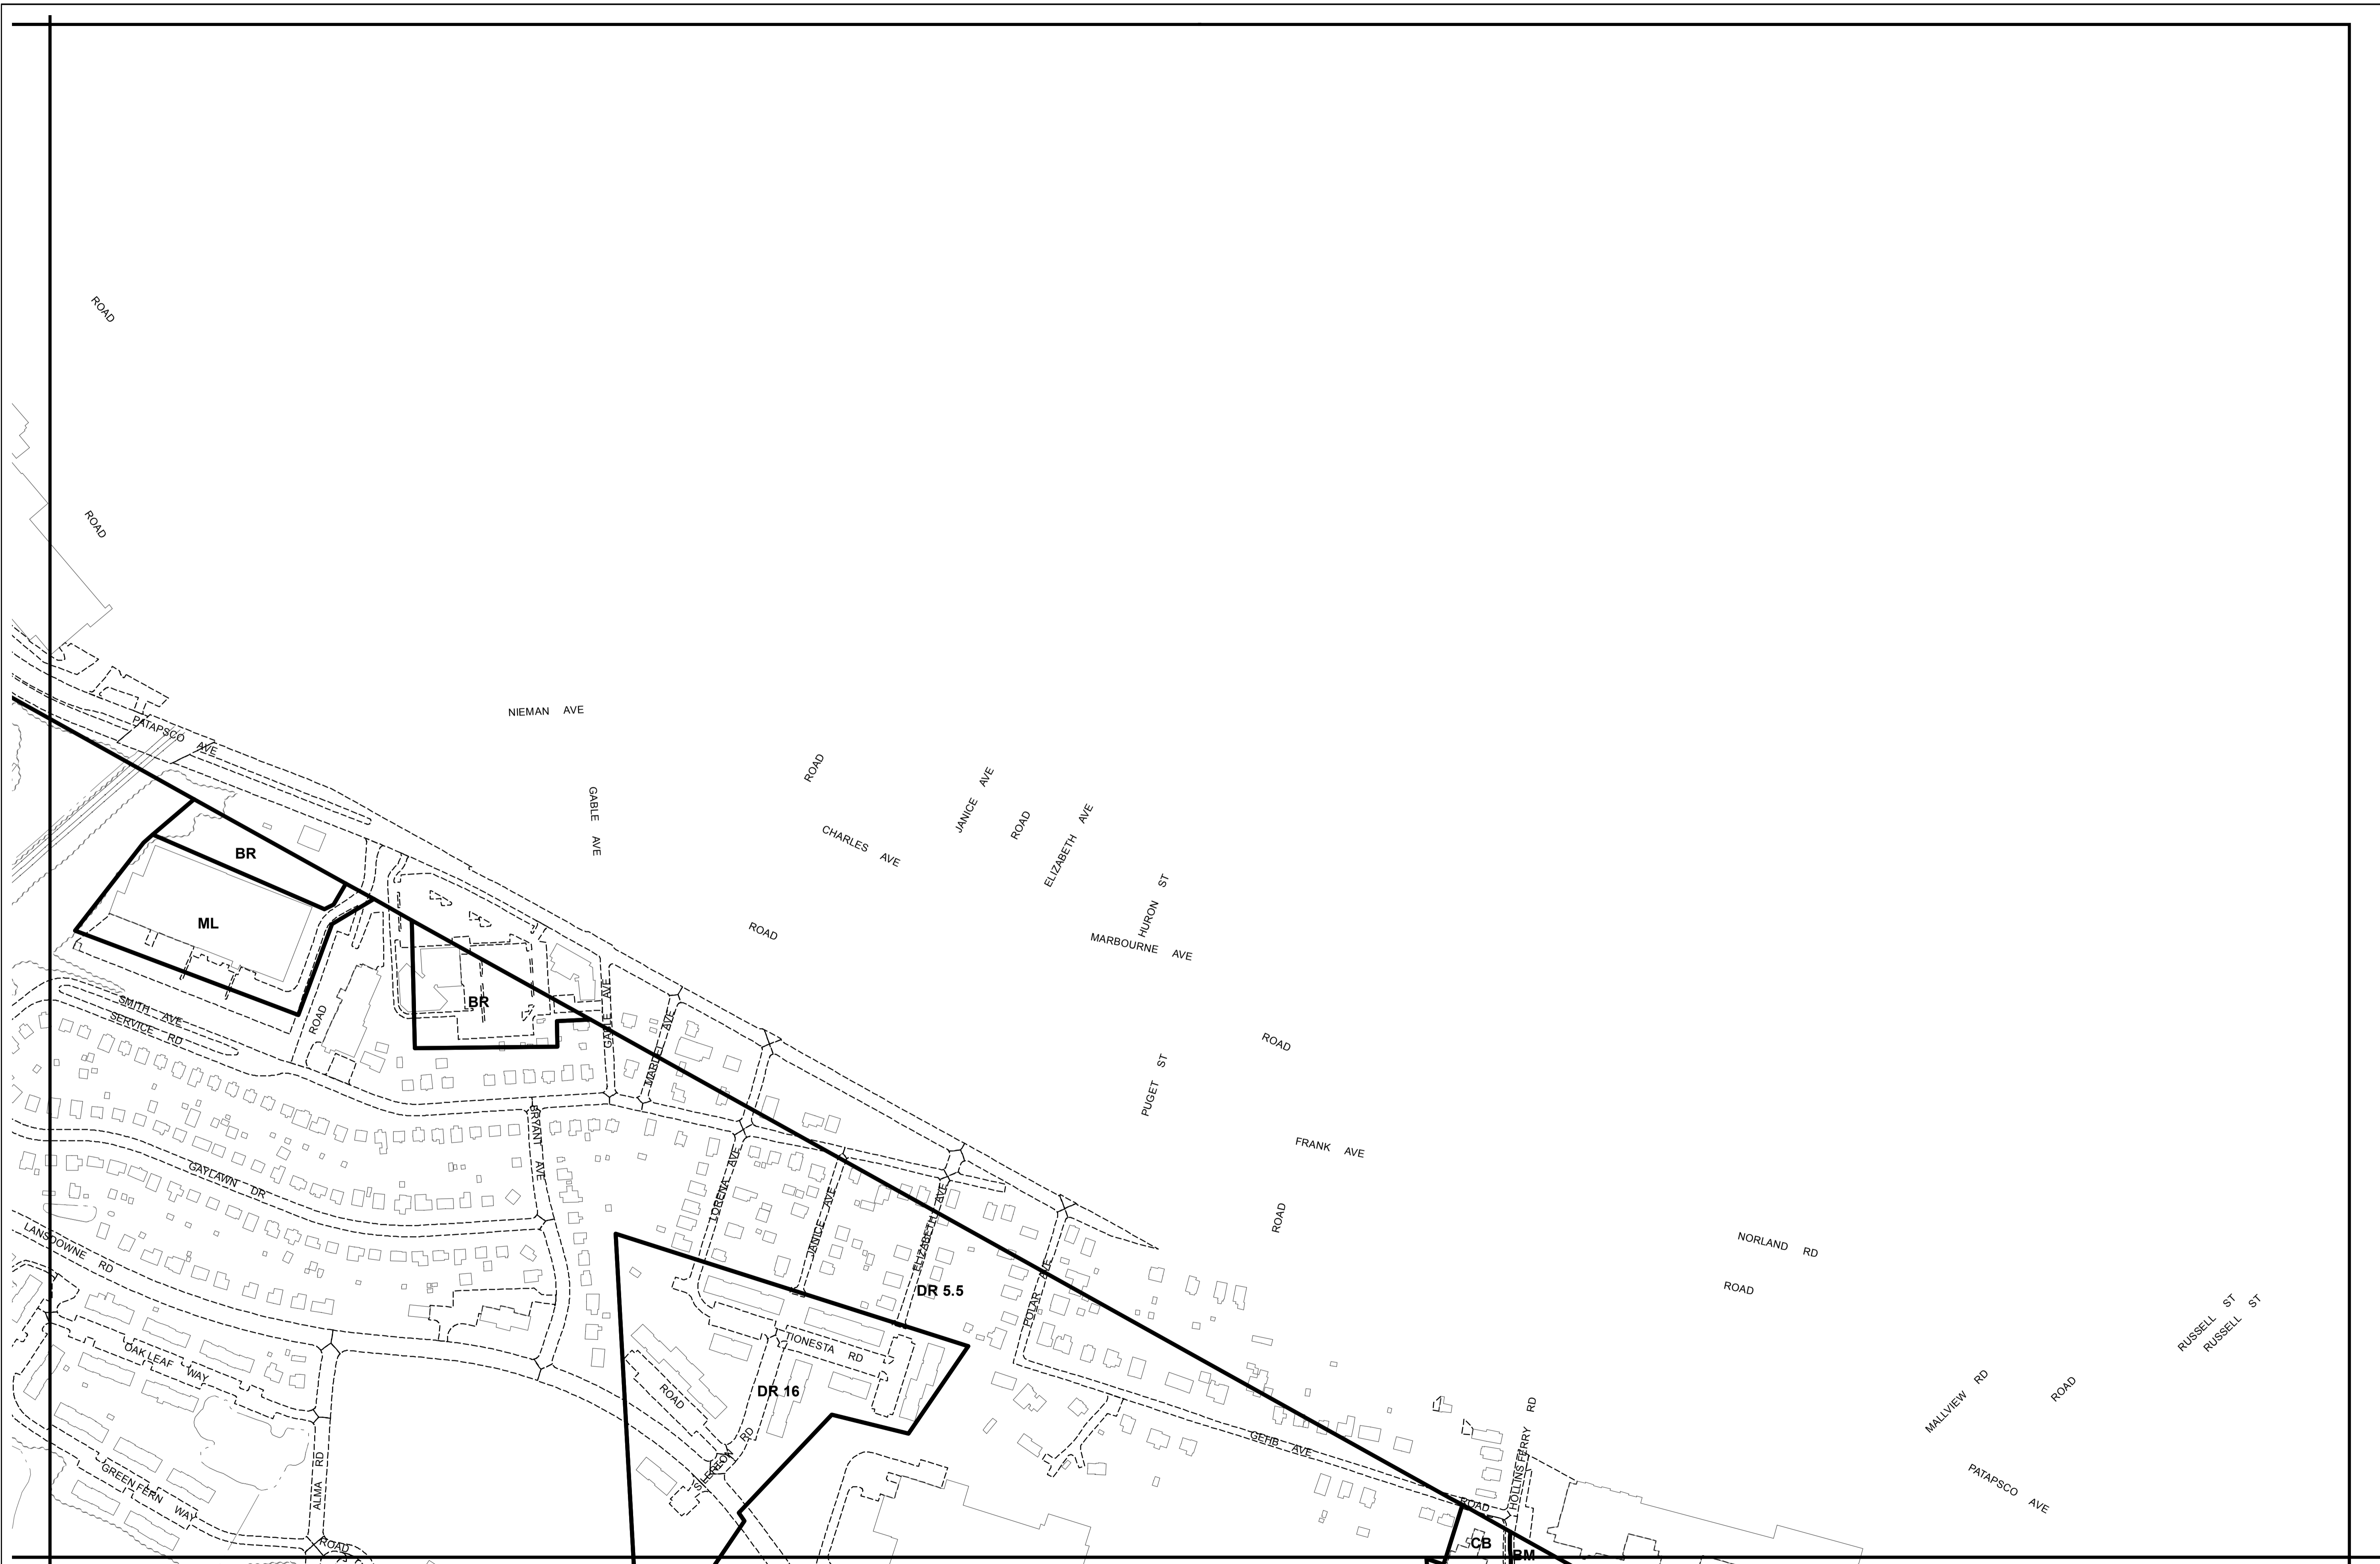 ROAD
ROAD
PATAPSCO AVE
NIEMAN AVE
GABLE AVE
ROAD
JANICE AVE
ROAD
ELIZABETH AVE
CHARLES AVE
HURON ST
MARBOURNE AVE
ROAD
BR
ML
BR
GABLE AVE
MARDEL AVE
SMITH AVE
SERVICE RD
ROAD
ROAD
PUGET ST
FRANK AVE
ROAD
BRYANT AVE
GAYLAWN DR
LORENA AVE
JANICE AVE
ELIZABETH AVE
LANSDOWNE RD
DR 5.5
POLAR AVE
NORLAND RD
ROAD
RUSSELL ST
RUSSELL ST
OAK LEAF WAY
TIONESTA RD
ROAD
DR 16
MALLVIEW RD
ROAD
GEHB AVE
HOLLINS FERRY RD
PATAPSCO AVE
GREEN FERN WAY
ALMA RD
ROAD
ROAD
CB
BM